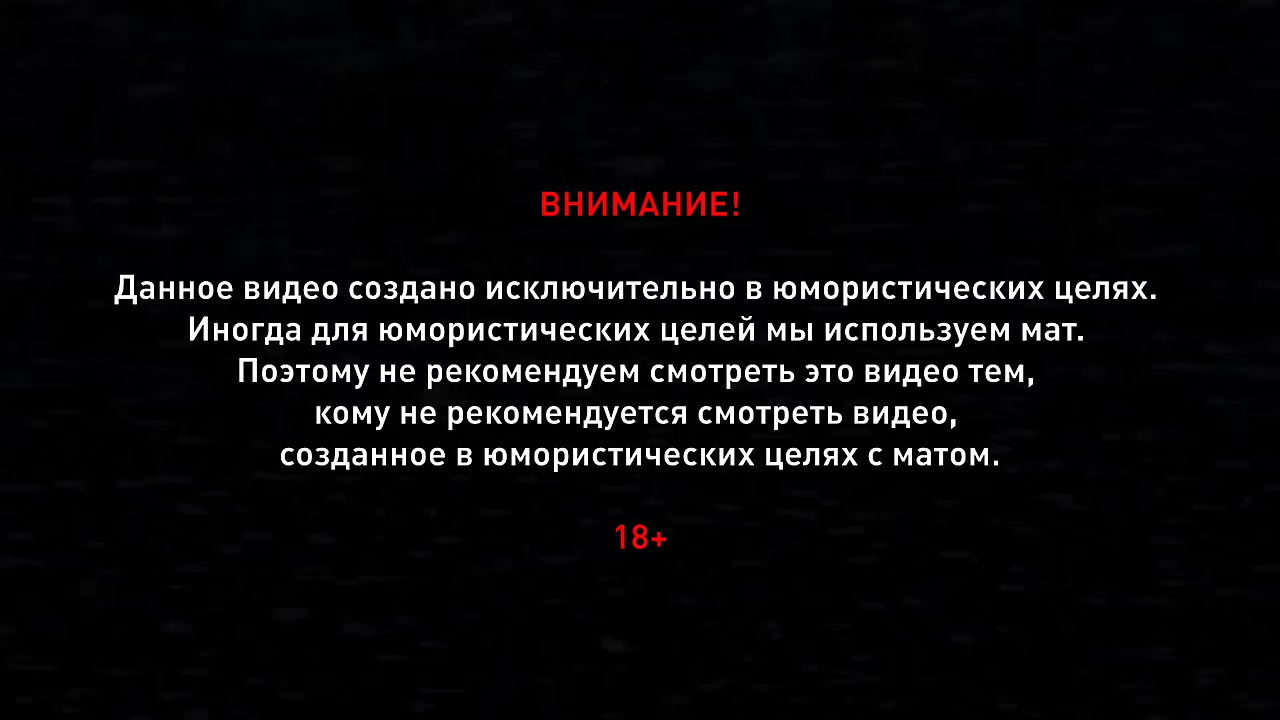 ВНИМАНИЕ!
Данное видео создано исключительно в юмористических целях.
Иногда для юмористических целей мы используем мат.
Поэтому не рекомендуем смотреть это видео тем,
кому не рекомендуется смотреть видео,
созданное в юмористических целях с матом.
18+